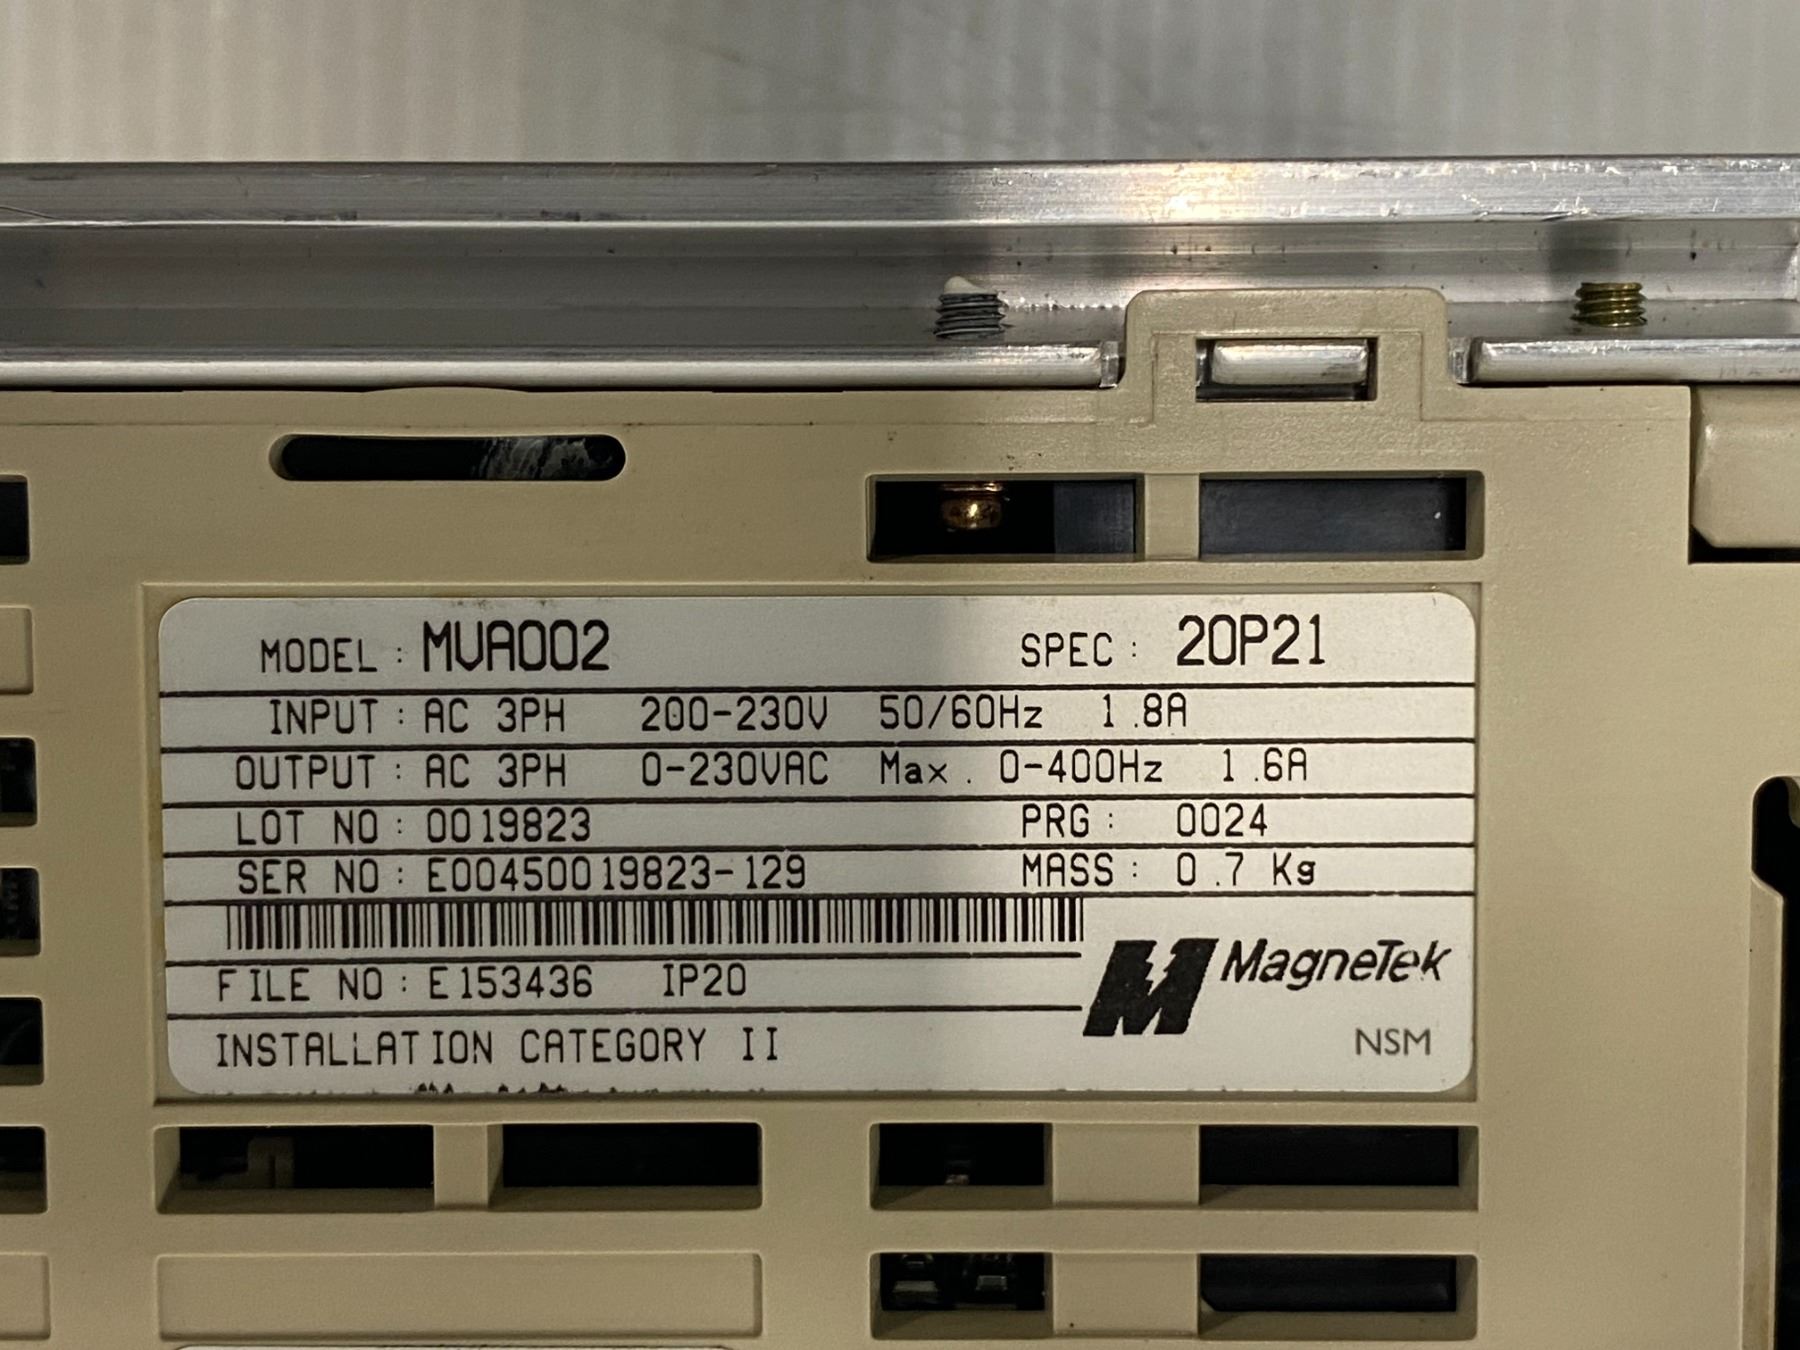 MODEL : MVA002 SPEC : 20P21
INPUT : AC 3PH 200-230V 50/60Hz 1.8A
OUTPUT : AC 3PH 0-230VAC Max. 0-400Hz 1.6A
LOT NO : 0019823 PRG : 0024
SER NO : E00450019823-129 MASS : 0.7 Kg
FILE NO : E153436 IP20
MagneTek
INSTALLATION CATEGORY II
NSM